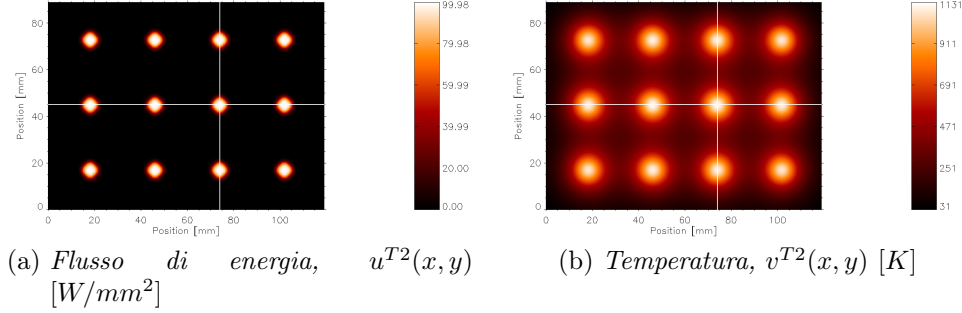 80
60
40
20
0
Position [mm]
0 20 40 60 80 100
Position [mm]
99.98
79.98
59.99
39.99
20.00
0.00
80
60
40
20
0
Position [mm]
0 20 40 60 80 100
Position [mm]
1131
911
691
471
251
31
(a) Flusso di energia, u^{T2}(x, y)
[W/mm²]
(b) Temperatura, v^{T2}(x, y) [K]